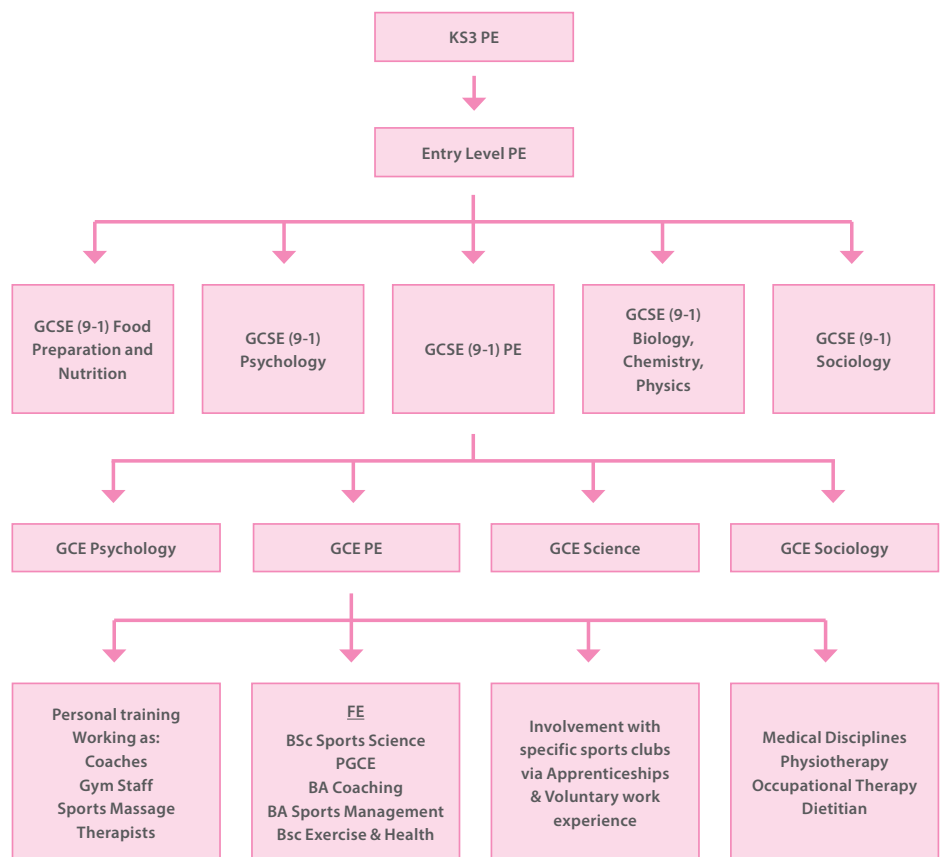 KS3 PE
Entry Level PE
GCSE (9-1) Food
Preparation and
Nutrition
GCSE (9-1)
Psychology
GCSE (9-1) PE
GCSE (9-1)
Biology,
Chemistry,
Physics
GCSE (9-1)
Sociology
GCE Psychology
GCE PE
GCE Science
GCE Sociology
Personal training
Working as:
Coaches
Gym Staff
Sports Massage
Therapists
FE
BSc Sports Science
PGCE
BA Coaching
BA Sports Management
Bsc Exercise & Health
Involvement with
specific sports clubs
via Apprenticeships
& Voluntary work
experience
Medical Disciplines
Physiotherapy
Occupational Therapy
Dietitian